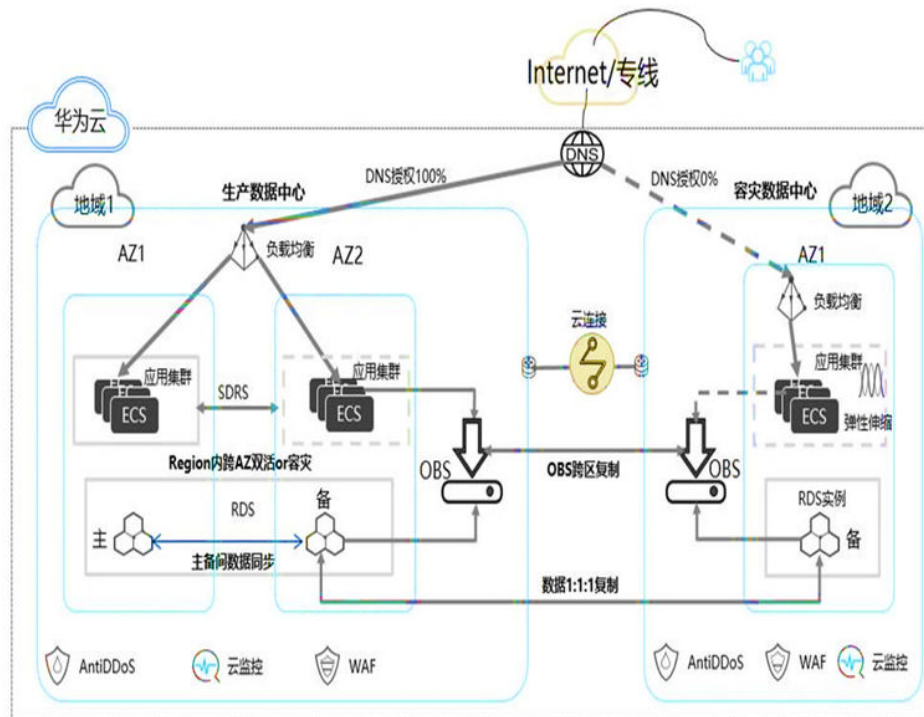 Internet/专线
华为云
DNS
DNS授权100%
DNS授权0%
生产数据中心
容灾数据中心
地域1
地域2
AZ1
负载均衡
AZ2
AZ1
负载均衡
云连接
应用集群
ECS
SDRS
应用集群
ECS
应用集群
ECS
弹性伸缩
Region内跨AZ双活or容灾
OBS
OBS跨区复制
OBS
RDS
备
主
主备间数据同步
RDS实例
备
数据1:1:1复制
AntiDDoS
云监控
WAF
AntiDDoS
WAF
云监控